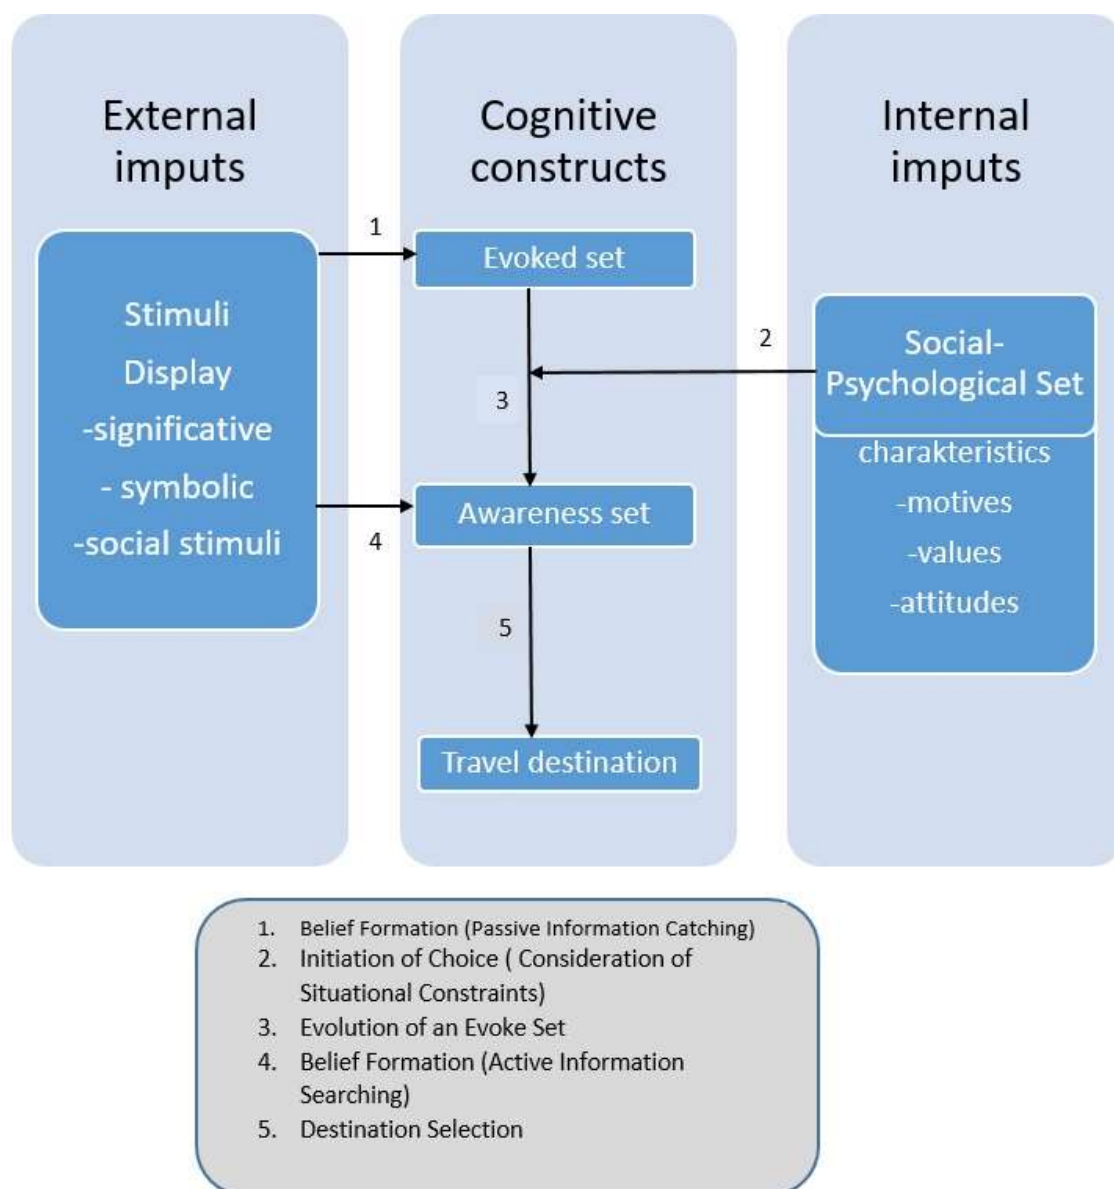 External
imputs
Stimuli
Display
-significative
- symbolic
-social stimuli
1
4
Cognitive
constructs
Evoked set
3
Awareness set
5
Travel destination
2
Internal
imputs
Social-
Psychological Set
charakteristics
-motives
-values
-attitudes
1. Belief Formation (Passive Information Catching)
2. Initiation of Choice ( Consideration of
Situational Constraints)
3. Evolution of an Evoke Set
4. Belief Formation (Active Information
Searching)
5. Destination Selection